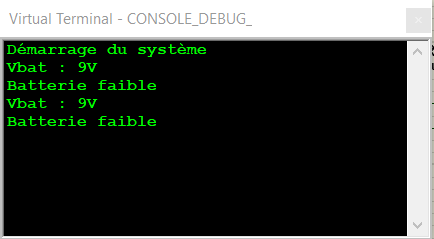 Virtual Terminal - CONSOLE_DEBUG_
Démarrage du système
Vbat : 9V
Batterie faible
Vbat : 9V
Batterie faible